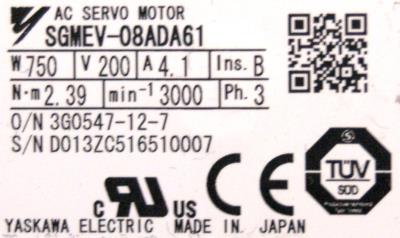 AC SERVO MOTOR
SGMEV-08ADA61
W 750 V 200 A 4.1 Ins. B
N·m 2.39 min-1 3000 Ph. 3
O/N 3G0547-12-7
S/N D013ZC516510007
C UR US CE
TÜV
SÜD
YASKAWA ELECTRIC MADE IN JAPAN